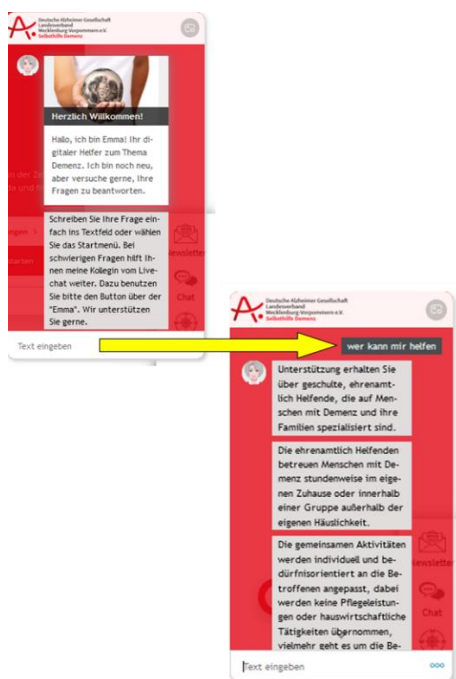 Deutsche Alzheimer Gesellschaft
Landesverband
Mecklenburg-Vorpommern e.V.
Selbsthilfe Demenz
Herzlich Willkommen!
Hallo, ich bin Emma! Ihr di-
gitaler Helfer zum Thema
Demenz. Ich bin noch neu,
aber versuche gerne, Ihre
Fragen zu beantworten.
Schreiben Sie Ihre Frage ein-
fach ins Textfeld oder wählen
Sie das Startmenü. Bei
schwierigen Fragen hilft Ih-
nen meine Kollegin vom Live-
chat weiter. Dazu benutzen
Sie bitte den Button über der
"Emma". Wir unterstützen
Sie gerne.
Newsletter
Chat
Text eingeben
Deutsche Alzheimer Gesellschaft
Landesverband
Mecklenburg-Vorpommern e.V.
Selbsthilfe Demenz
wer kann mir helfen
Unterstützung erhalten Sie
über geschulte, ehrenamt-
lich Helfende, die auf Men-
schen mit Demenz und ihre
Familien spezialisiert sind.
Die ehrenamtlich Helfenden
betreuen Menschen mit De-
menz stundenweise im eige-
nen Zuhause oder innerhalb
einer Gruppe außerhalb der
eigenen Häuslichkeit.
Die gemeinsamen Aktivitäten
werden individuell und be-
dürfnisorientiert an die Be-
troffenen angepasst, dabei
werden keine Pflegeleistun-
gen oder hauswirtschaftliche
Tätigkeiten übernommen,
vielmehr geht es um die Be-
Newsletter
Chat
Text eingeben